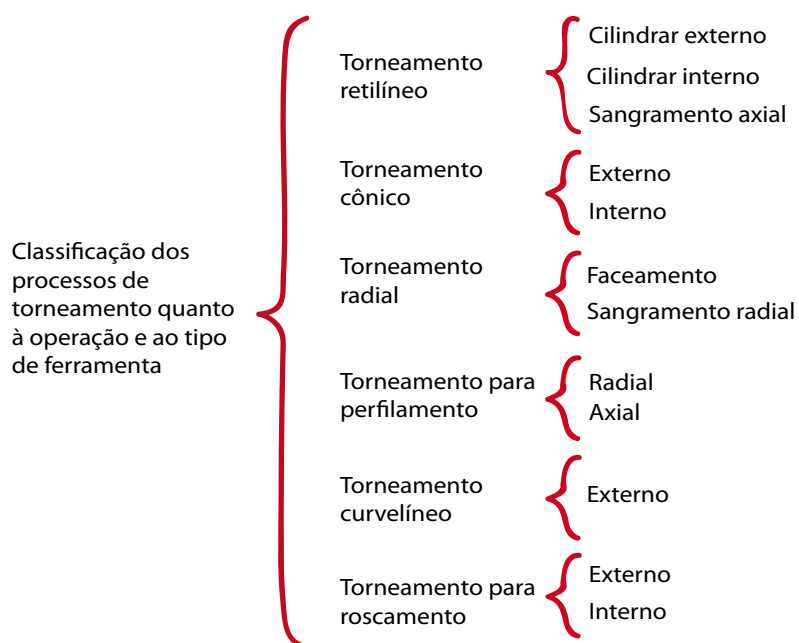 Classificação dos
processos de
torneamento quanto
à operação e ao tipo
de ferramenta
Torneamento
retilíneo
Cilindrar externo
Cilindrar interno
Sangramento axial
Torneamento
cônico
Externo
Interno
Torneamento
radial
Faceamento
Sangramento radial
Torneamento para
perfilamento
Radial
Axial
Torneamento
curvelíneo
Externo
Torneamento para
roscamento
Externo
Interno